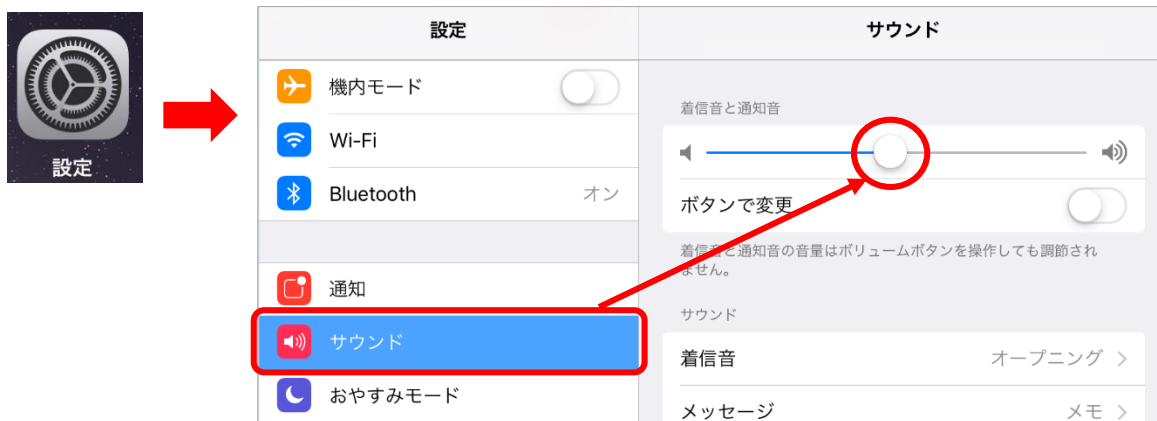 設定
設定
機内モード
Wi-Fi
Bluetooth オン
通知
サウンド
おやすみモード
サウンド
着信音と通知音
ボタンで変更
着信音と通知音の音量はボリュームボタンを操作しても調節され
ません。
サウンド
着信音 オープニング
メッセージ メモ